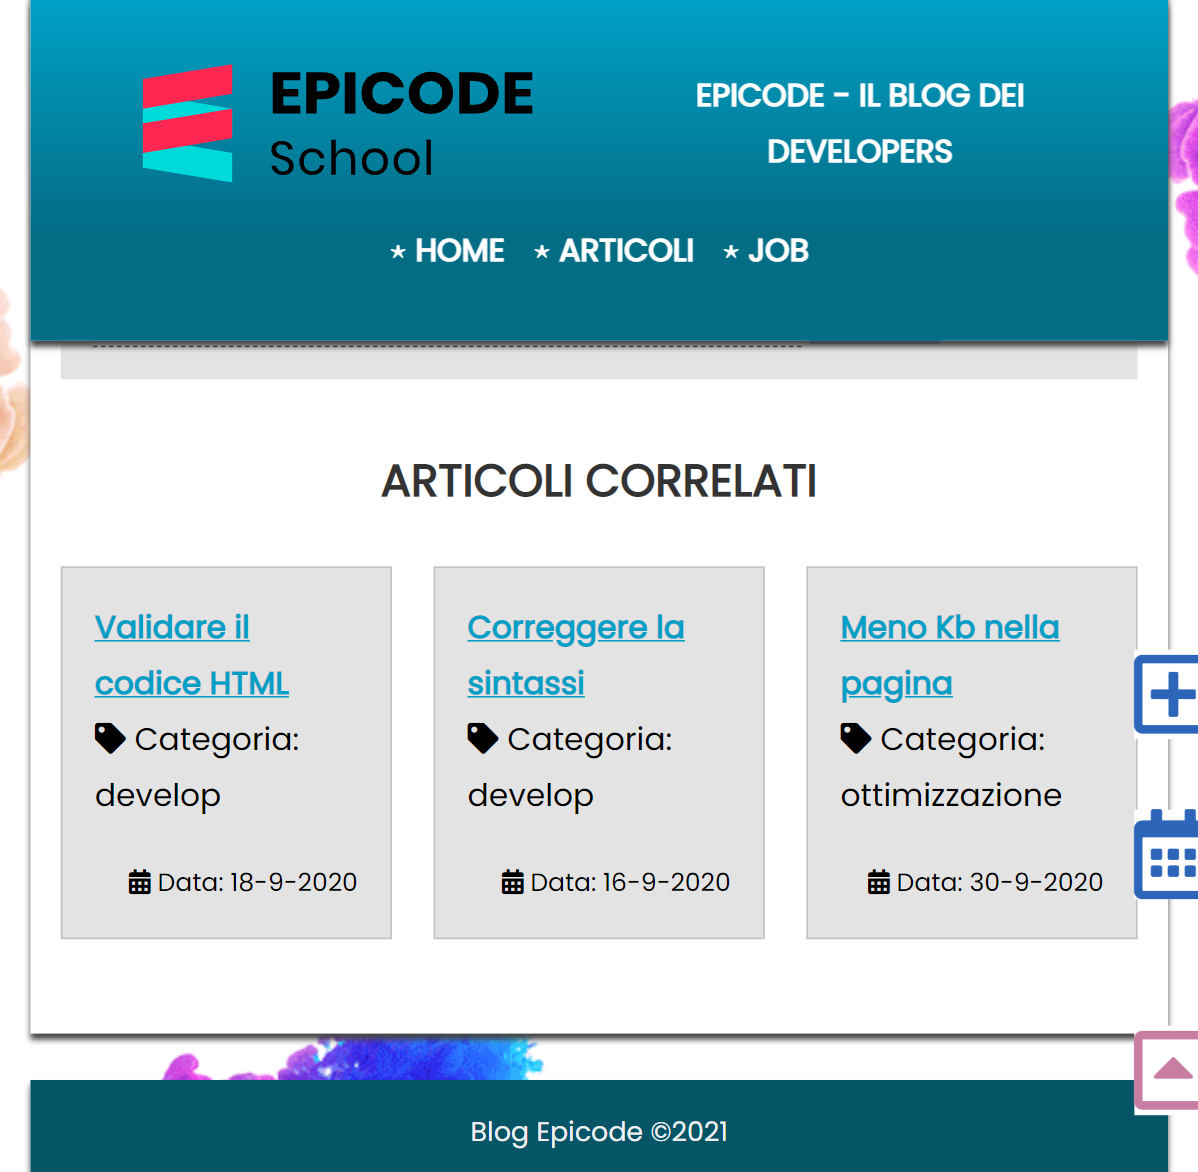 EPICODE
School
EPICODE - IL BLOG DEI
DEVELOPERS
HOME
ARTICOLI
JOB
ARTICOLI CORRELATI
Validare il
codice HTML
Categoria:
develop
Data: 18-9-2020
Correggere la
sintassi
Categoria:
develop
Data: 16-9-2020
Meno Kb nella
pagina
Categoria:
ottimizzazione
Data: 30-9-2020
Blog Epicode ©2021